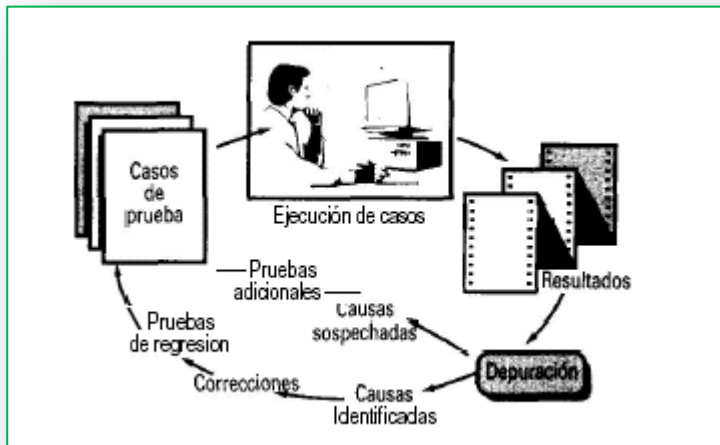 Casos
de
prueba
Ejecución de casos
Resultados
Pruebas
adicionales
Causas
sospechadas
Depuración
Pruebas
de regresion
Correcciones
Causas
Identificadas